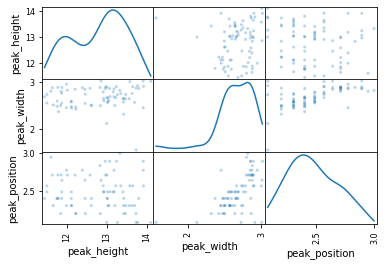 peak_height
14
13
12
peak_width
3
2
peak_position
3.0
2.5
12
13
14
2
3
2.5
3.0
peak_height
peak_width
peak_position